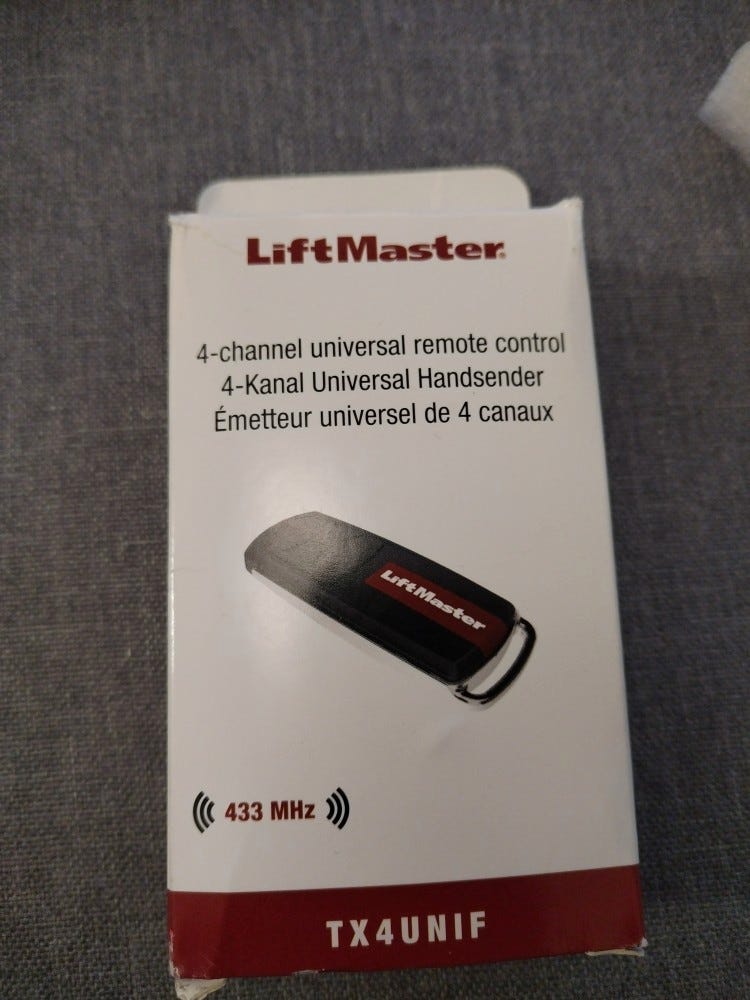 LiftMaster
4-channel universal remote control
4-Kanal Universal Handsender
Émetteur universel de 4 canaux
LiftMaster
433 MHz
TX4UNIF